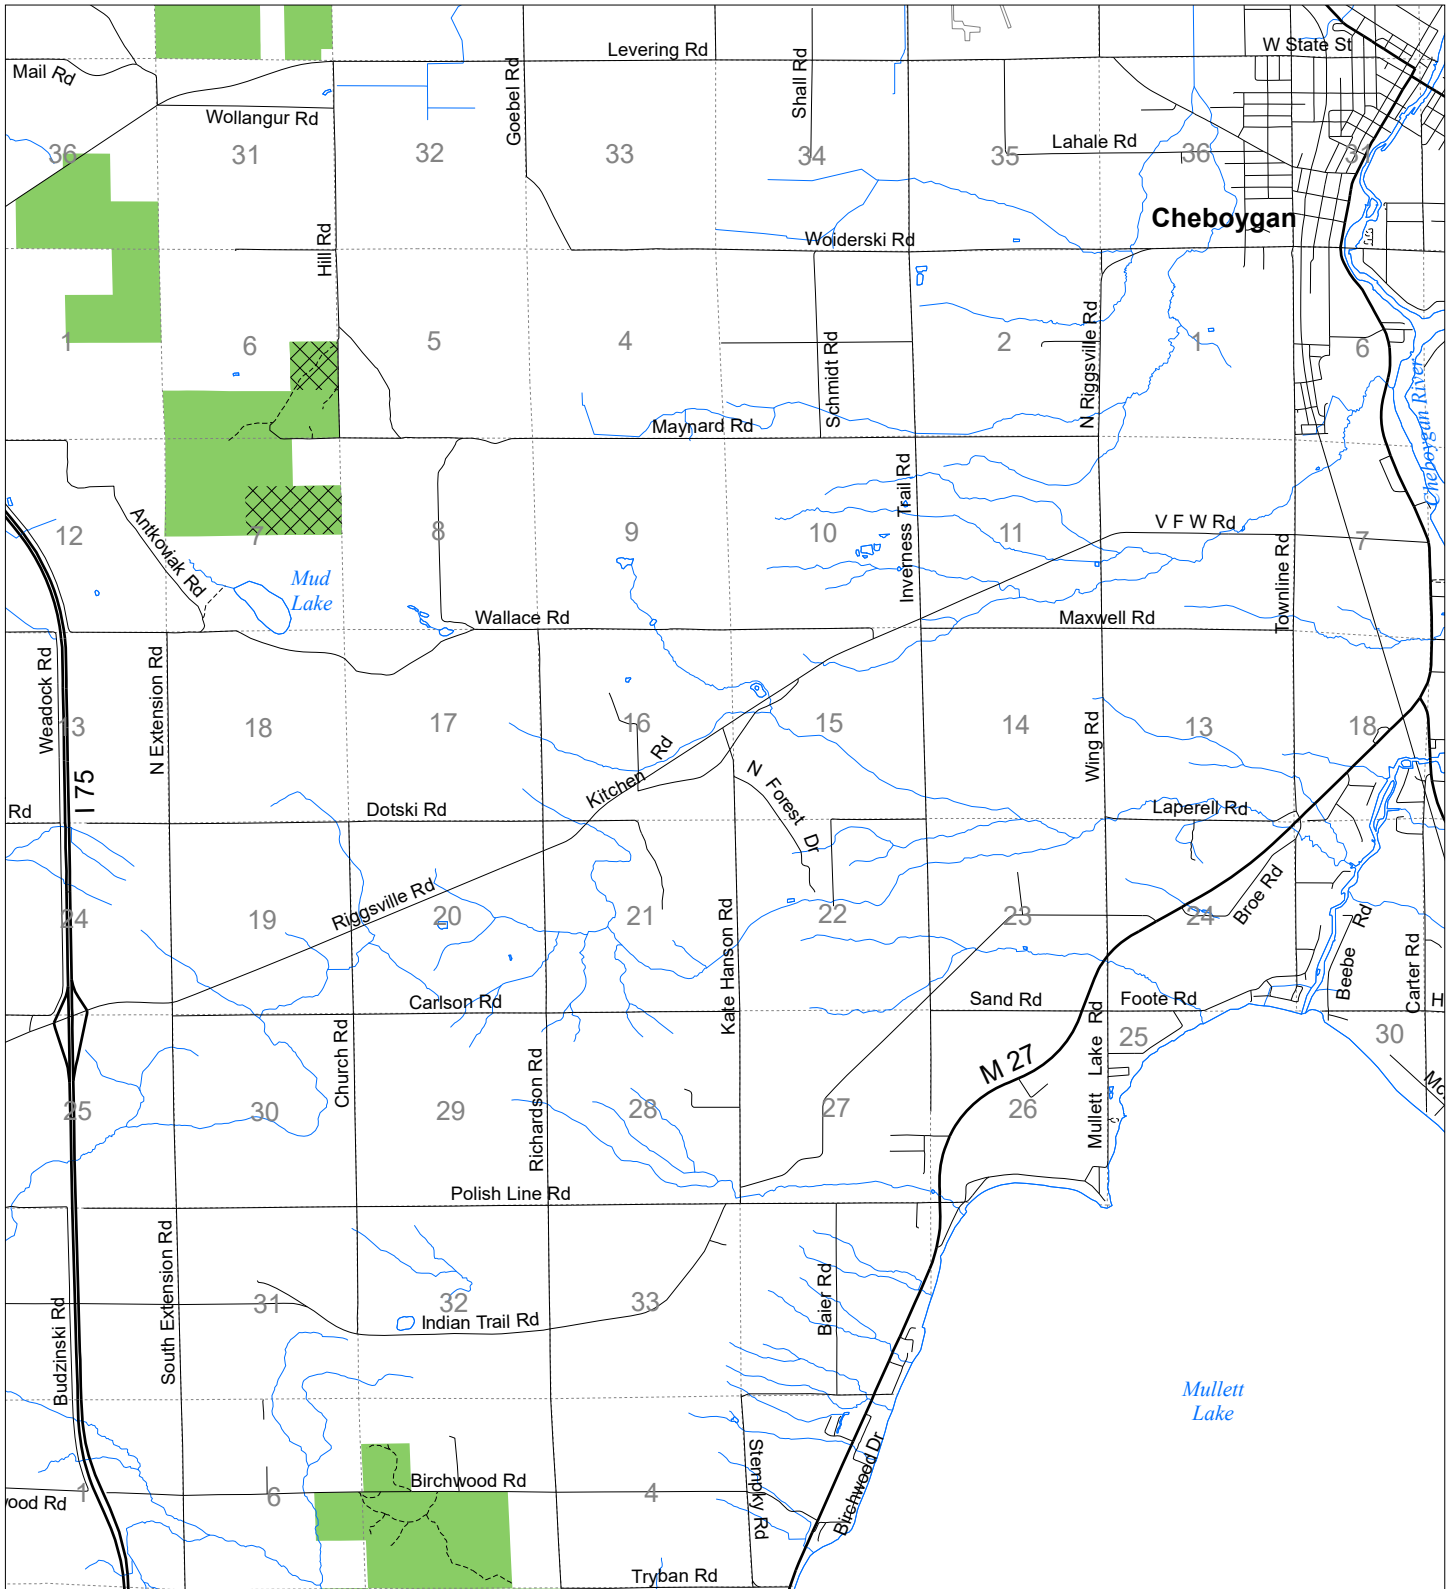 Levering Rd
W State St
Mail Rd
Goebel Rd
Shall Rd
Wollangur Rd
Lahale Rd
36
31
32
33
34
35
36
31
Cheboygan
Hill Rd
Woiderski Rd
1
6
5
4
Schmidt Rd
2
N Riggsville Rd
1
6
Cheboygan River
Maynard Rd
Inverness Trail Rd
12
Antkoviak Rd
7
8
9
10
11
V F W Rd
7
Townline Rd
Mud
Lake
Wallace Rd
Maxwell Rd
Weadock Rd
N Extension Rd
13
18
17
16
15
14
Wing Rd
13
18
I 75
Kitchen Rd
N Forest Dr
Rd
Dotski Rd
Laperell Rd
Riggsville Rd
24
19
20
21
Kate Hanson Rd
22
23
24
Broe Rd
Beebe Rd
Carter Rd
Carlson Rd
Sand Rd
Foote Rd
H
Church Rd
Richardson Rd
M 27
Mullett Lake Rd
25
30
25
30
29
28
27
26
Mc
Polish Line Rd
South Extension Rd
Budzinski Rd
31
32
33
Indian Trail Rd
Baier Rd
Mullett
Lake
Birchwood Rd
Stempky Rd
Birchwood Dr
1
6
4
ood Rd
Tryban Rd